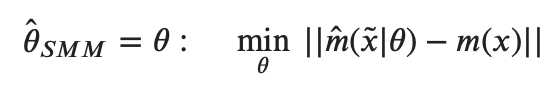 θ̂_SMM = θ :   min_θ ||m̂(x̃|θ) − m(x)||